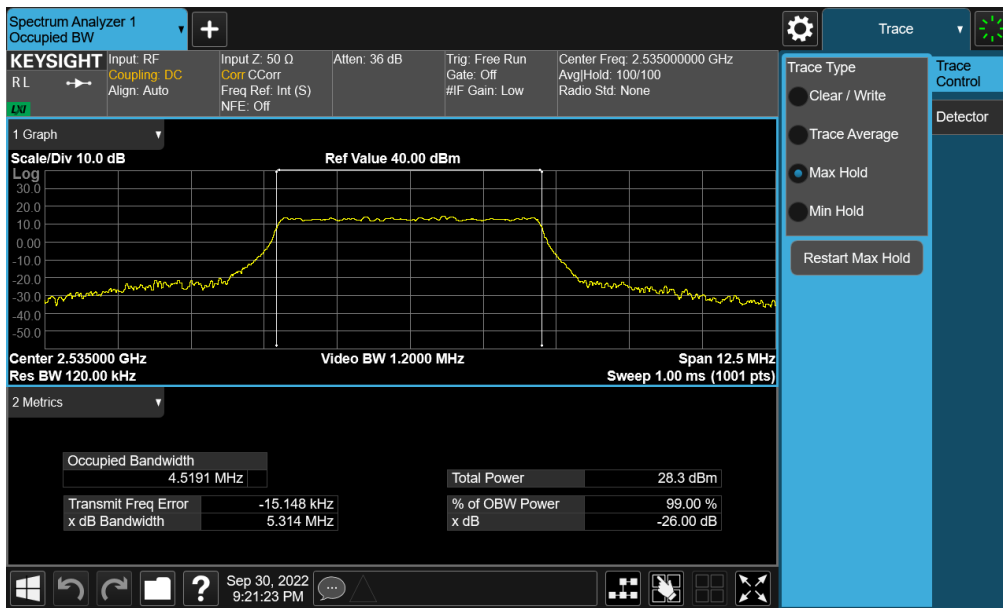 Spectrum Analyzer 1
Occupied BW
Trace
KEYSIGHT
R L
LXI
Input: RF
Coupling: DC
Align: Auto
Input Z: 50 Ω
Corr CCorr
Freq Ref: Int (S)
NFE: Off
Atten: 36 dB
Trig: Free Run
Gate: Off
#IF Gain: Low
Center Freq: 2.535000000 GHz
Avg|Hold: 100/100
Radio Std: None
Trace Type
Clear / Write
Trace Average
Max Hold
Min Hold
Restart Max Hold
Trace
Control
Detector
1 Graph
Scale/Div 10.0 dB
Ref Value 40.00 dBm
Log
30.0
20.0
10.0
0.00
-10.0
-20.0
-30.0
-40.0
-50.0
Center 2.535000 GHz
Video BW 1.2000 MHz
Span 12.5 MHz
Res BW 120.00 kHz
Sweep 1.00 ms (1001 pts)
2 Metrics
Occupied Bandwidth
4.5191 MHz
Total Power 28.3 dBm
Transmit Freq Error -15.148 kHz
% of OBW Power 99.00 %
x dB Bandwidth 5.314 MHz
x dB -26.00 dB
?
Sep 30, 2022
9:21:23 PM